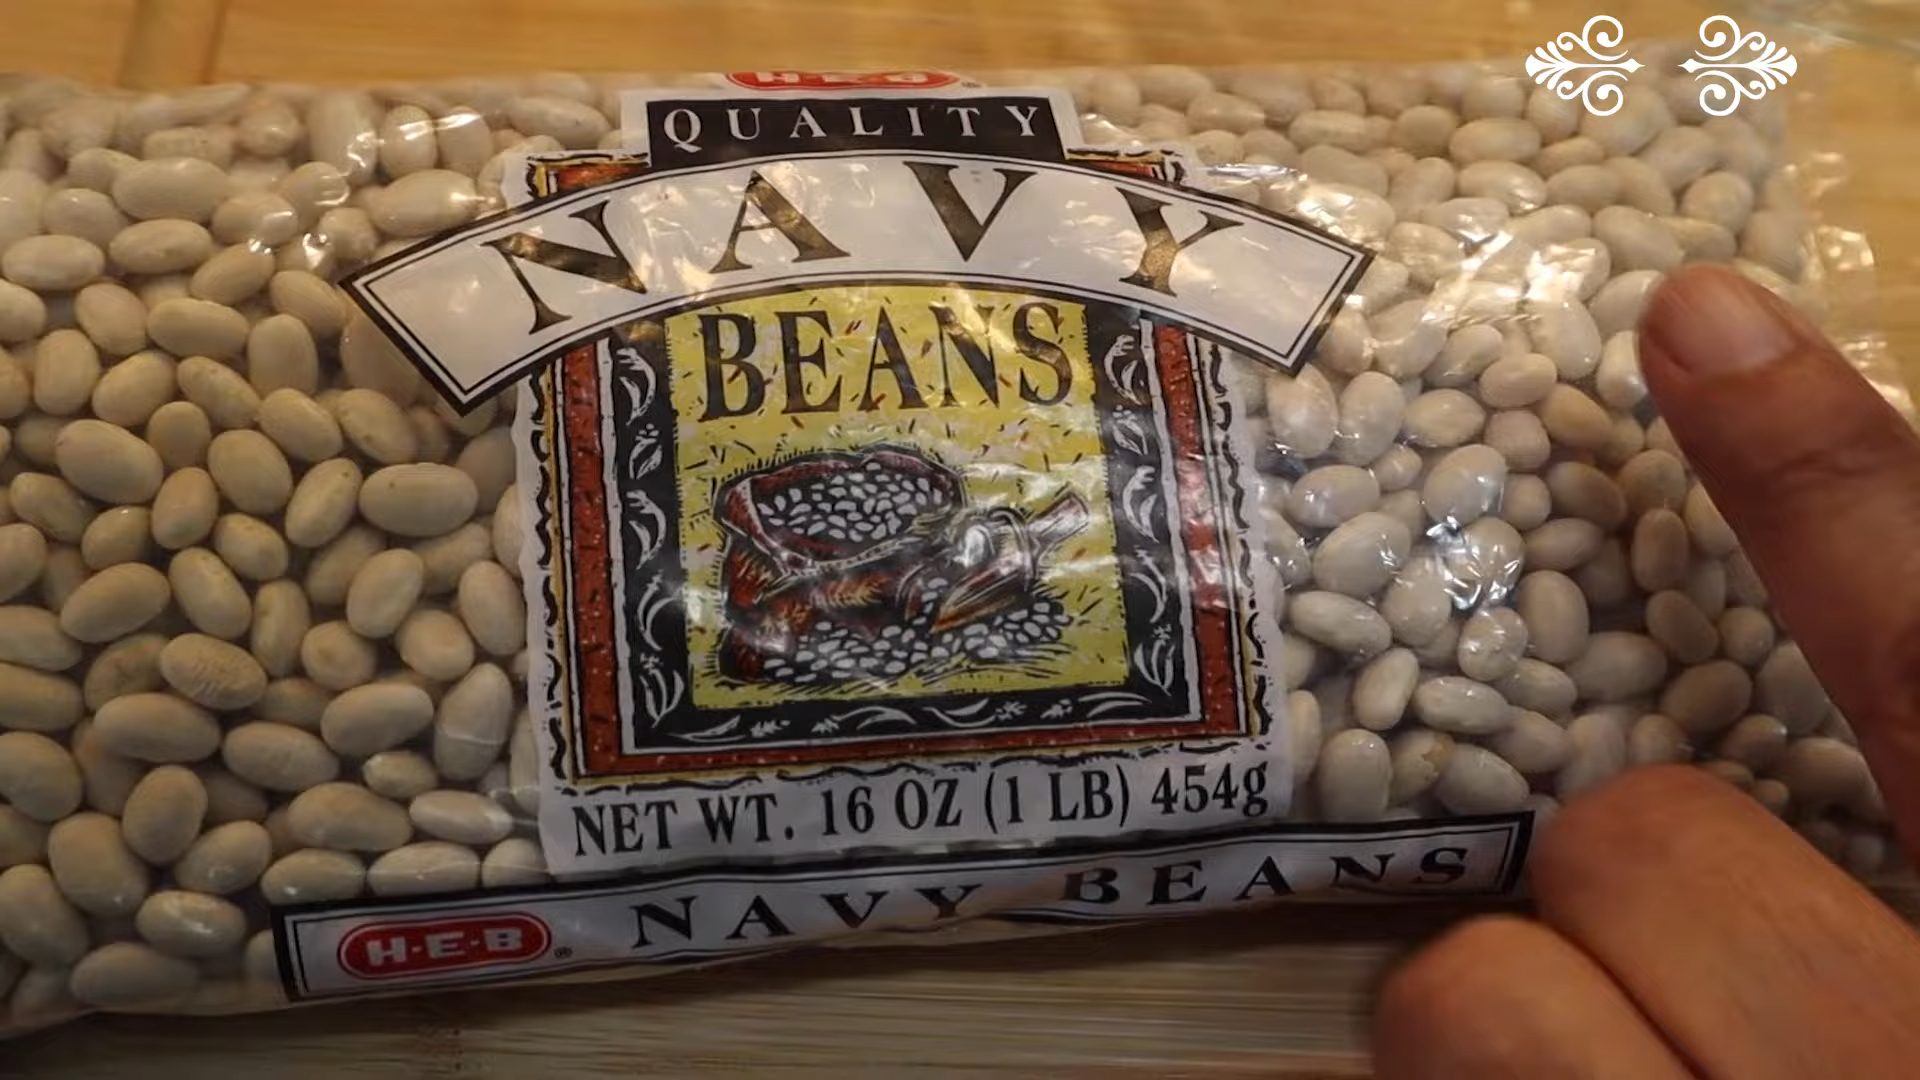 H-E-B
QUALITY
NAVY
BEANS
NET WT. 16 OZ (1 LB) 454g
H·E·B® NAVY BEANS